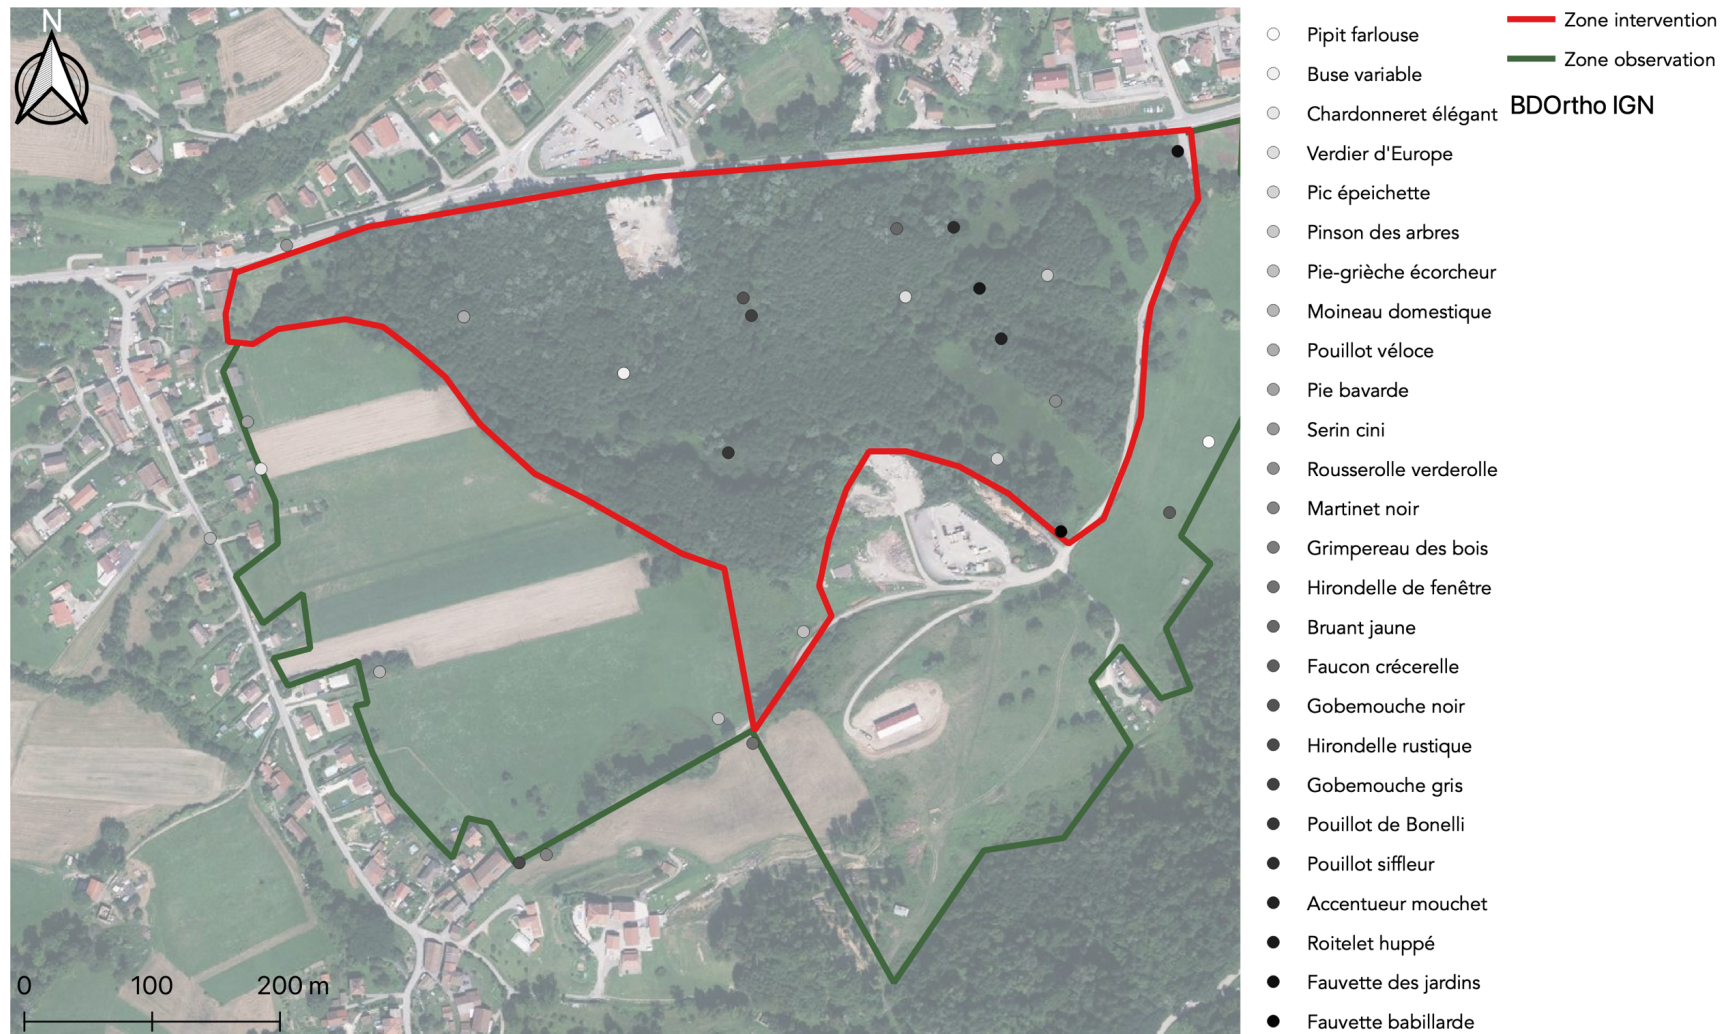 N
0 100 200 m
Pipit farlouse
Buse variable
Chardonneret élégant
Verdier d'Europe
Pic épeichette
Pinson des arbres
Pie-grièche écorcheur
Moineau domestique
Pouillot véloce
Pie bavarde
Serin cini
Rousserolle verderolle
Martinet noir
Grimpereau des bois
Hirondelle de fenêtre
Bruant jaune
Faucon crécerelle
Gobemouche noir
Hirondelle rustique
Gobemouche gris
Pouillot de Bonelli
Pouillot siffleur
Accentueur mouchet
Roitelet huppé
Fauvette des jardins
Fauvette babillarde
Zone intervention
Zone observation
BDOrtho IGN